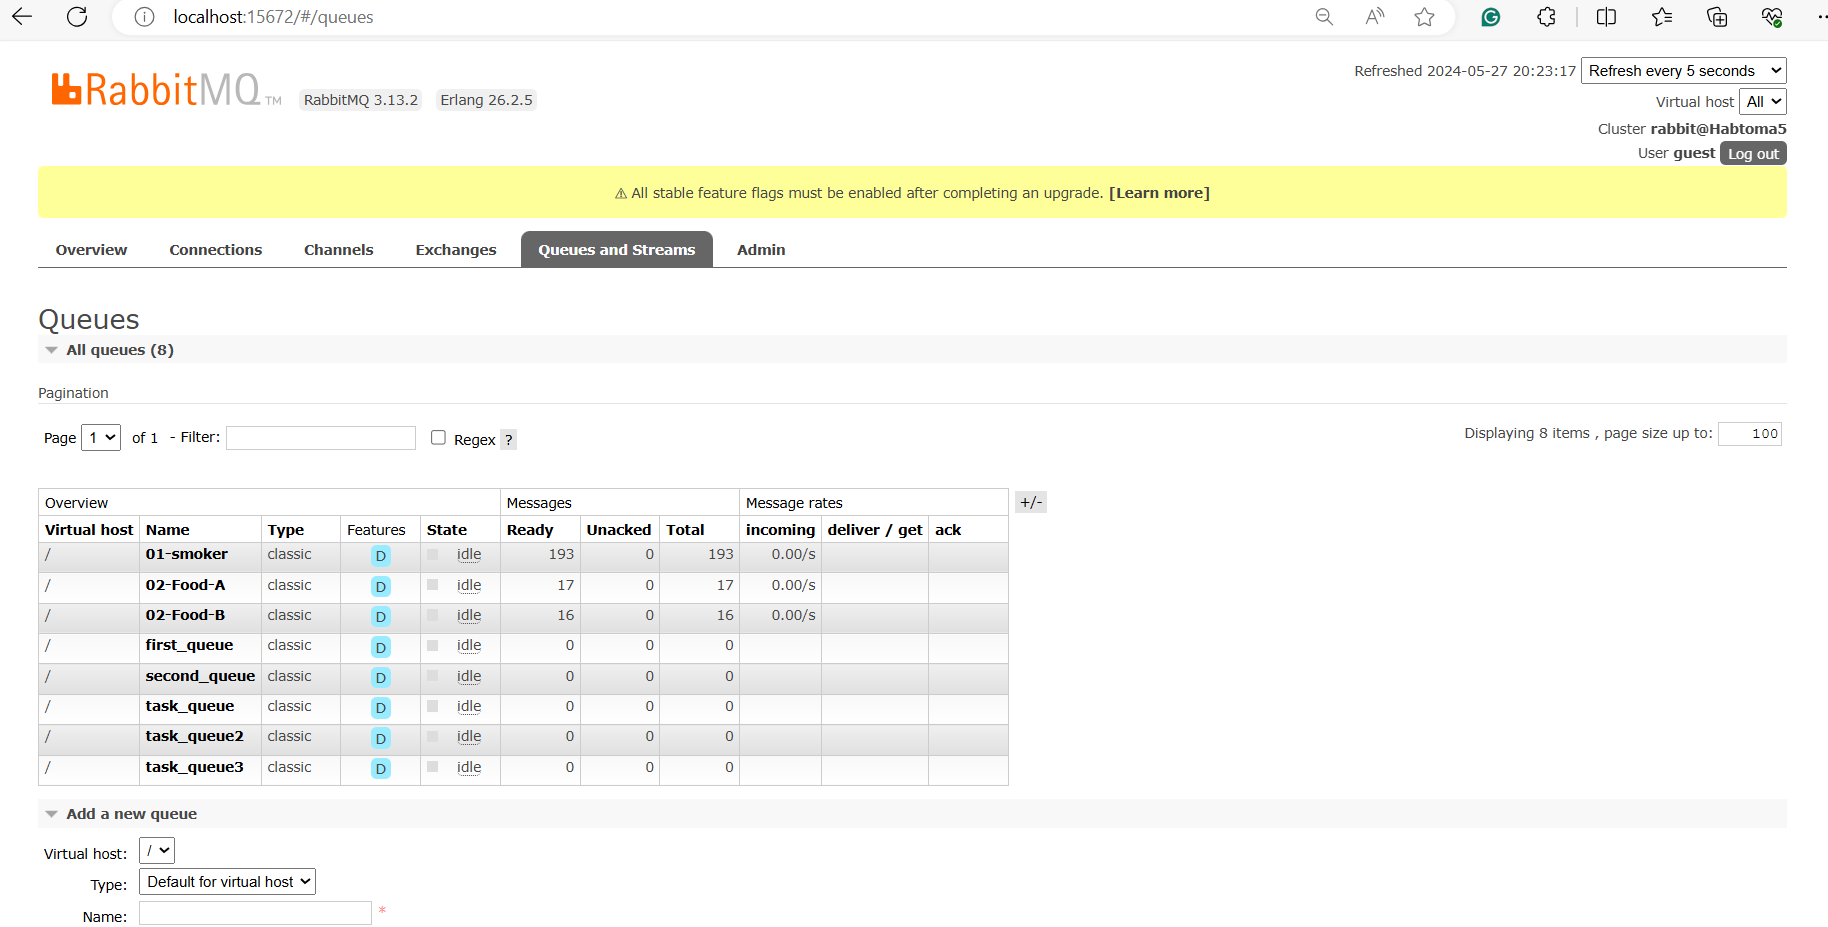 localhost:15672/#/queues
RabbitMQ TM RabbitMQ 3.13.2 Erlang 26.2.5
Refreshed 2024-05-27 20:23:17 Refresh every 5 seconds
Virtual host All
Cluster rabbit@Habtoma5
User guest Log out
⚠ All stable feature flags must be enabled after completing an upgrade. [Learn more]
Overview Connections Channels Exchanges Queues and Streams Admin
Queues
All queues (8)
Pagination
Page 1 of 1 - Filter: Regex ? Displaying 8 items , page size up to: 100
Overview Messages Message rates +/-
Virtual host Name Type Features State Ready Unacked Total incoming deliver / get ack
/ 01-smoker classic D idle 193 0 193 0.00/s
/ 02-Food-A classic D idle 17 0 17 0.00/s
/ 02-Food-B classic D idle 16 0 16 0.00/s
/ first_queue classic D idle 0 0 0
/ second_queue classic D idle 0 0 0
/ task_queue classic D idle 0 0 0
/ task_queue2 classic D idle 0 0 0
/ task_queue3 classic D idle 0 0 0
Add a new queue
Virtual host: /
Type: Default for virtual host
Name: *